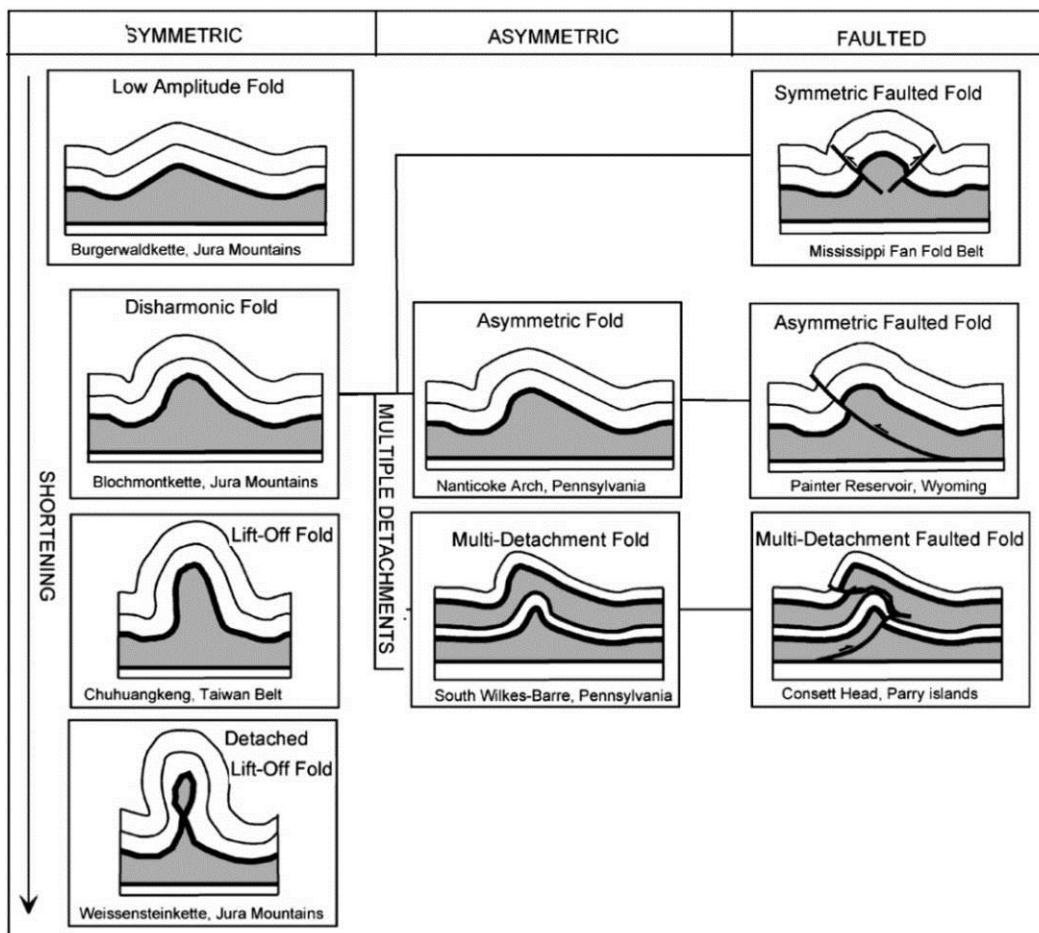 SYMMETRIC
ASYMMETRIC
FAULTED
Low Amplitude Fold
Burgerwaldkette, Jura Mountains
Symmetric Faulted Fold
Mississippi Fan Fold Belt
Disharmonic Fold
Blochmontkette, Jura Mountains
Asymmetric Fold
Nanticoke Arch, Pennsylvania
Asymmetric Faulted Fold
Painter Reservoir, Wyoming
SHORTENING
MULTIPLE DETACHMENTS
Lift-Off Fold
Chuhuangkeng, Taiwan Belt
Multi-Detachment Fold
South Wilkes-Barre, Pennsylvania
Multi-Detachment Faulted Fold
Consett Head, Parry islands
Detached
Lift-Off Fold
Weissensteinkette, Jura Mountains